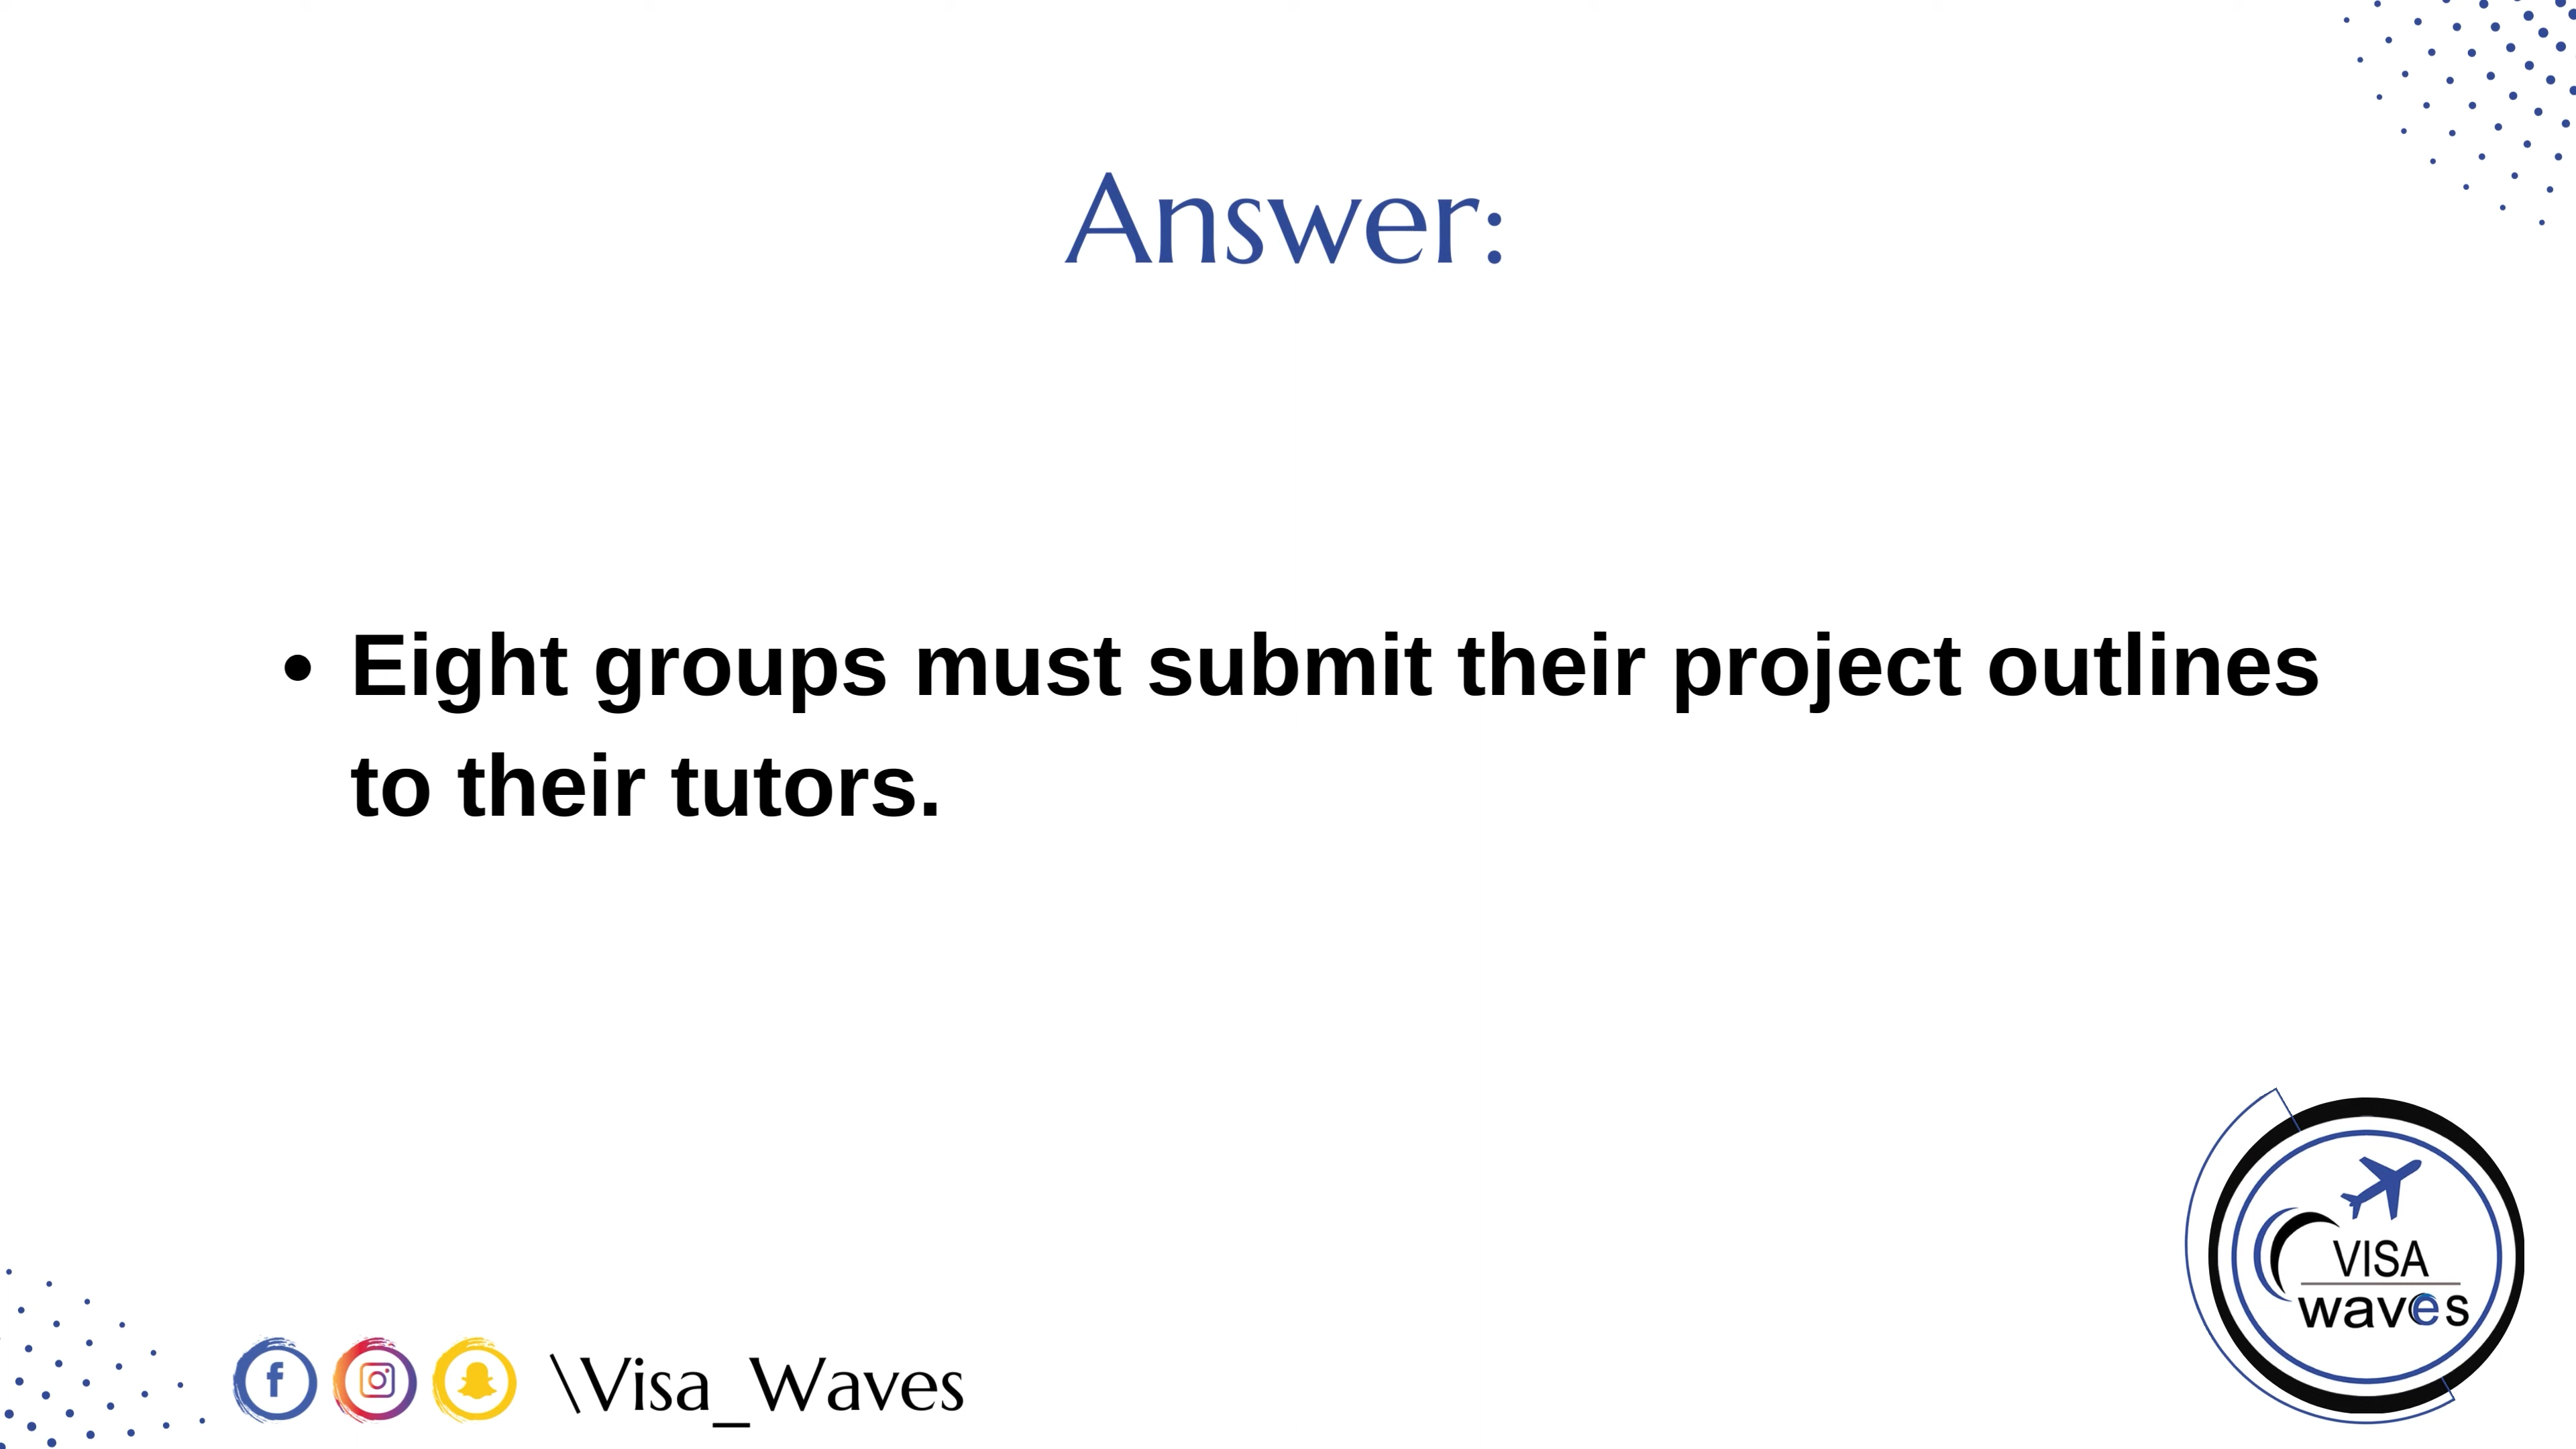 Answer:
• Eight groups must submit their project outlines
to their tutors.
VISA
waves
\Visa_Waves